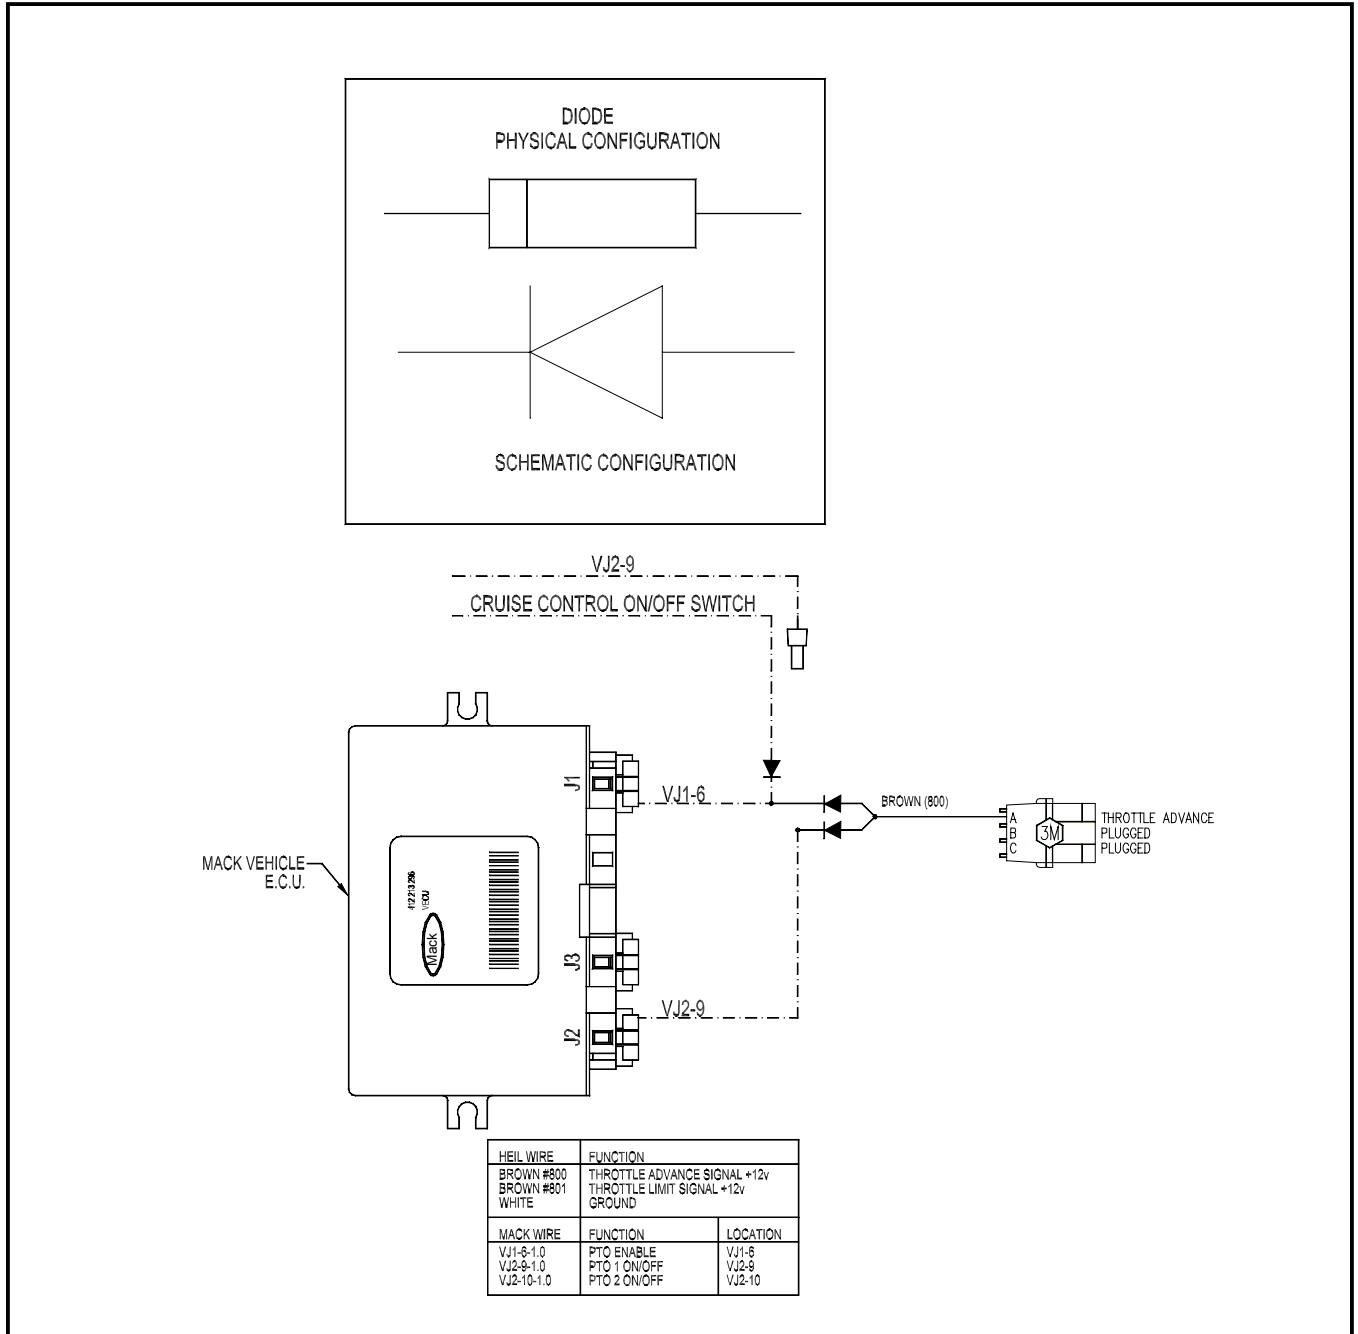 DIODE
PHYSICAL CONFIGURATION
SCHEMATIC CONFIGURATION
VJ2-9
CRUISE CONTROL ON/OFF SWITCH
J1
VJ1-6
BROWN (800)
A
B
C
3M
THROTTLE ADVANCE
PLUGGED
PLUGGED
MACK VEHICLE
E.C.U.
412213296
VECU
Mack
J3
VJ2-9
J2
HEIL WIRE FUNCTION
BROWN #800 THROTTLE ADVANCE SIGNAL +12v
BROWN #801 THROTTLE LIMIT SIGNAL +12v
WHITE GROUND
MACK WIRE FUNCTION LOCATION
VJ1-6-1.0 PTO ENABLE VJ1-6
VJ2-9-1.0 PTO 1 ON/OFF VJ2-9
VJ2-10-1.0 PTO 2 ON/OFF VJ2-10